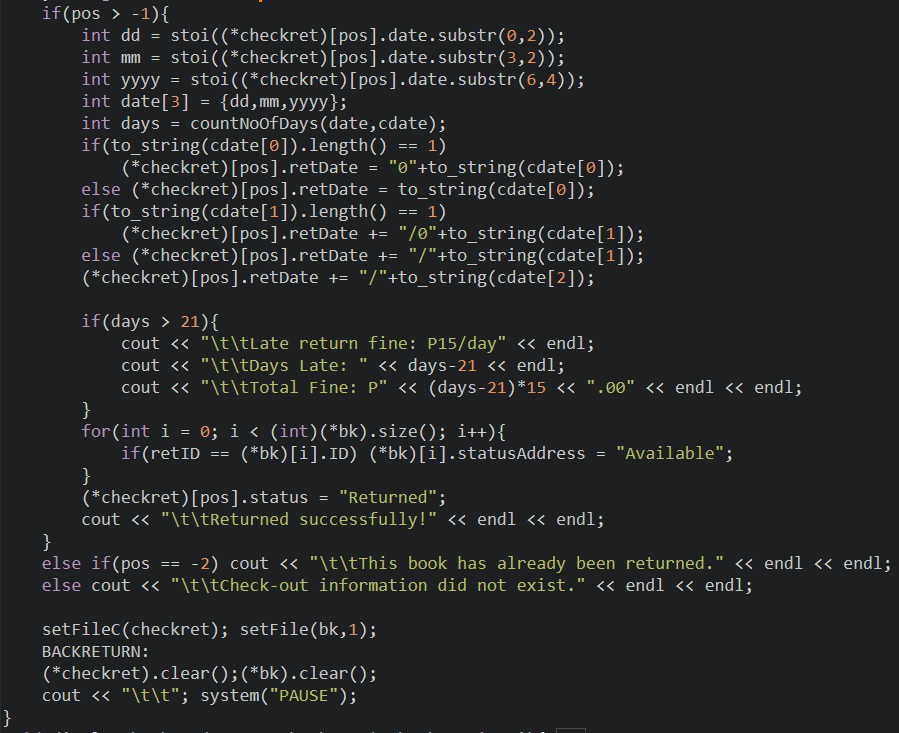 if(pos > -1){
int dd = stoi((*checkret)[pos].date.substr(0,2));
int mm = stoi((*checkret)[pos].date.substr(3,2));
int yyyy = stoi((*checkret)[pos].date.substr(6,4));
int date[3] = {dd,mm,yyyy};
int days = countNoOfDays(date,cdate);
if(to_string(cdate[0]).length() == 1)
(*checkret)[pos].retDate = "0"+to_string(cdate[0]);
else (*checkret)[pos].retDate = to_string(cdate[0]);
if(to_string(cdate[1]).length() == 1)
(*checkret)[pos].retDate += "/0"+to_string(cdate[1]);
else (*checkret)[pos].retDate += "/"+to_string(cdate[1]);
(*checkret)[pos].retDate += "/"+to_string(cdate[2]);
if(days > 21){
cout << "\t\tLate return fine: P15/day" << endl;
cout << "\t\tDays Late: " << days-21 << endl;
cout << "\t\tTotal Fine: P" << (days-21)*15 << ".00" << endl << endl;
}
for(int i = 0; i < (int)(*bk).size(); i++){
if(retID == (*bk)[i].ID) (*bk)[i].statusAddress = "Available";
}
(*checkret)[pos].status = "Returned";
cout << "\t\tReturned successfully!" << endl << endl;
}
else if(pos == -2) cout << "\t\tThis book has already been returned." << endl << endl;
else cout << "\t\tCheck-out information did not exist." << endl << endl;
setFileC(checkret); setFile(bk,1);
BACKRETURN:
(*checkret).clear();(*bk).clear();
cout << "\t\t"; system("PAUSE");
}